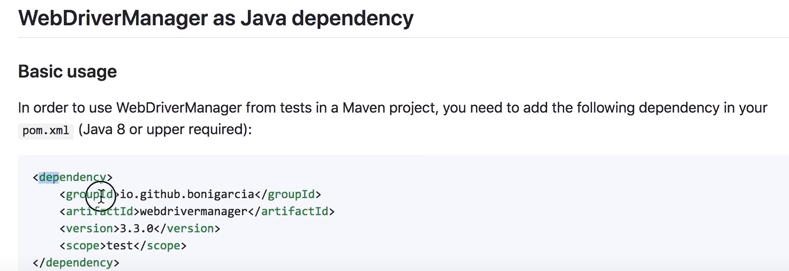 WebDriverManager as Java dependency
Basic usage
In order to use WebDriverManager from tests in a Maven project, you need to add the following dependency in your
pom.xml (Java 8 or upper required):
<dependency>
    <groupId>io.github.bonigarcia</groupId>
    <artifactId>webdrivermanager</artifactId>
    <version>3.3.0</version>
    <scope>test</scope>
</dependency>